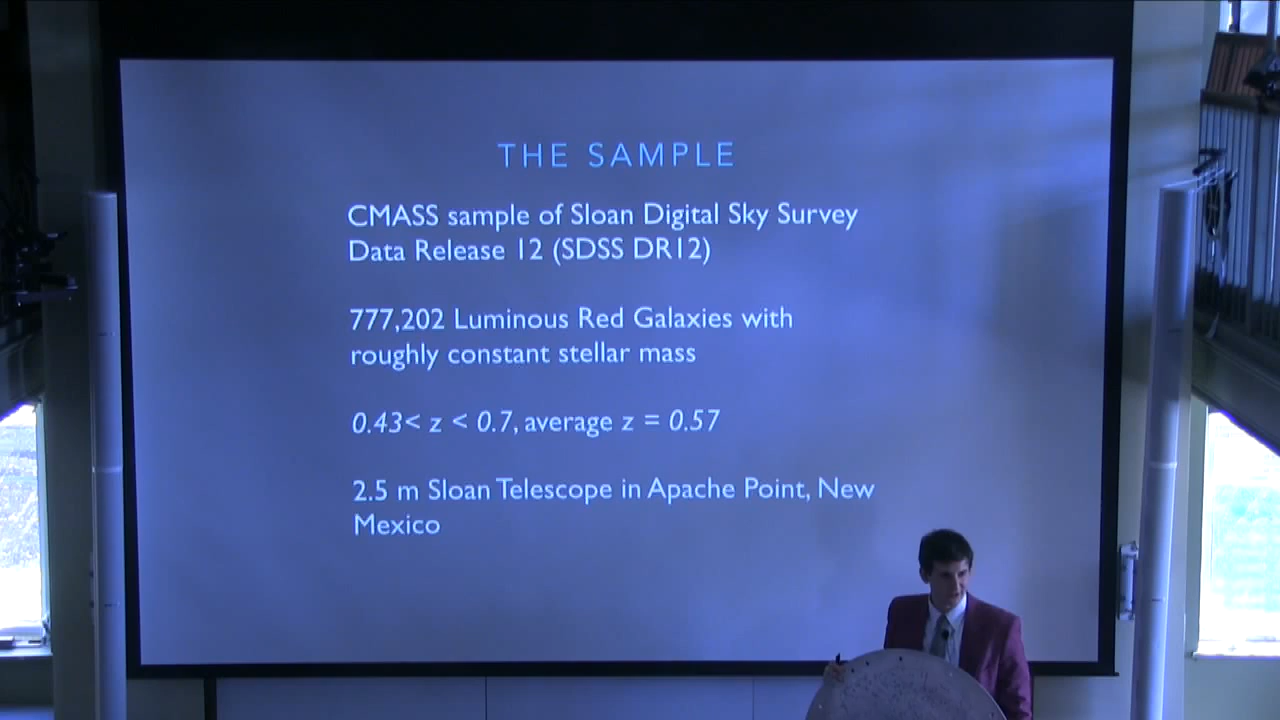 THE SAMPLE
CMASS sample of Sloan Digital Sky Survey
Data Release 12 (SDSS DR12)
777,202 Luminous Red Galaxies with
roughly constant stellar mass
0.43< z < 0.7, average z = 0.57
2.5 m Sloan Telescope in Apache Point, New
Mexico